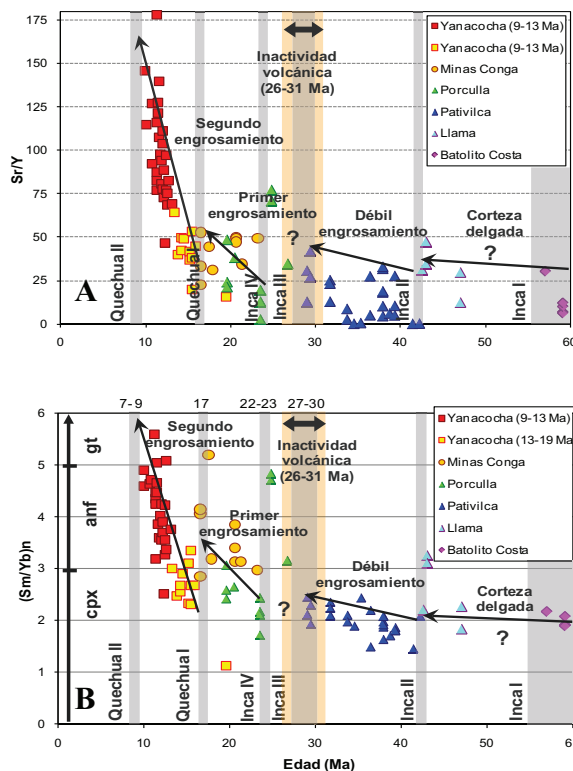 A
Sr/Y
175
150
125
100
75
50
25
0
0
10
20
30
40
50
60
Inactividad
volcánica
(26-31 Ma)
Segundo
engrosamiento
Primer
engrosamiento
?
Débil
engrosamiento
Corteza
delgada
?
Quechua II
Quechua I
Inca IV
Inca III
Inca II
Inca I
Yanacocha (9-13 Ma)
Yanacocha (9-13 Ma)
Minas Conga
Porculla
Pativilca
Llama
Batolito Costa
B
(Sm/Yb)n
7- 9
17
22-23
27-30
6
5
4
3
2
1
0
gt
anf
cpx
Segundo
engrosamiento
Inactividad
volcánica
(26-31 Ma)
Primer
engrosamiento
?
Débil
engrosamiento
Corteza
delgada
?
Quechua II
Quechua I
Inca IV
Inca III
Inca II
Inca I
Yanacocha (9-13 Ma)
Yanacocha (13-19 Ma)
Minas Conga
Porculla
Pativilca
Llama
Batolito Costa
0
10
20
30
40
50
60
Edad (Ma)